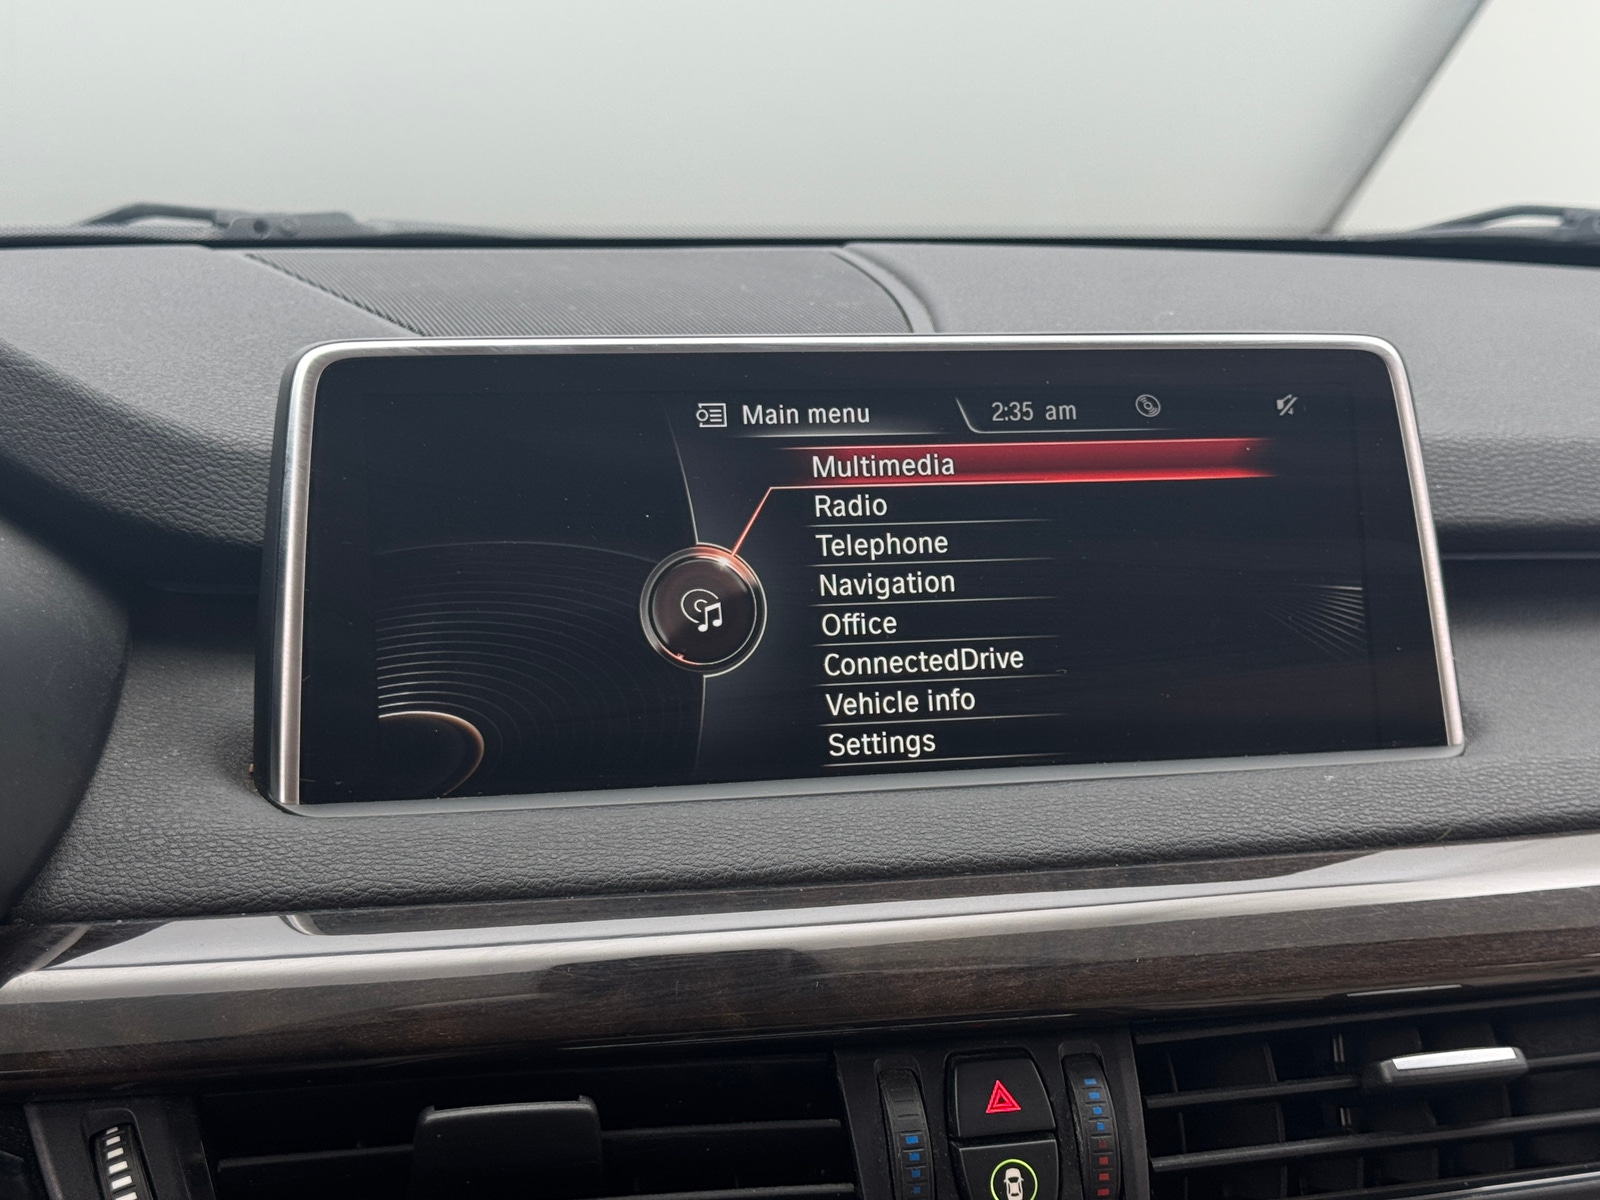 Main menu
2:35 am
Multimedia
Radio
Telephone
Navigation
Office
ConnectedDrive
Vehicle info
Settings